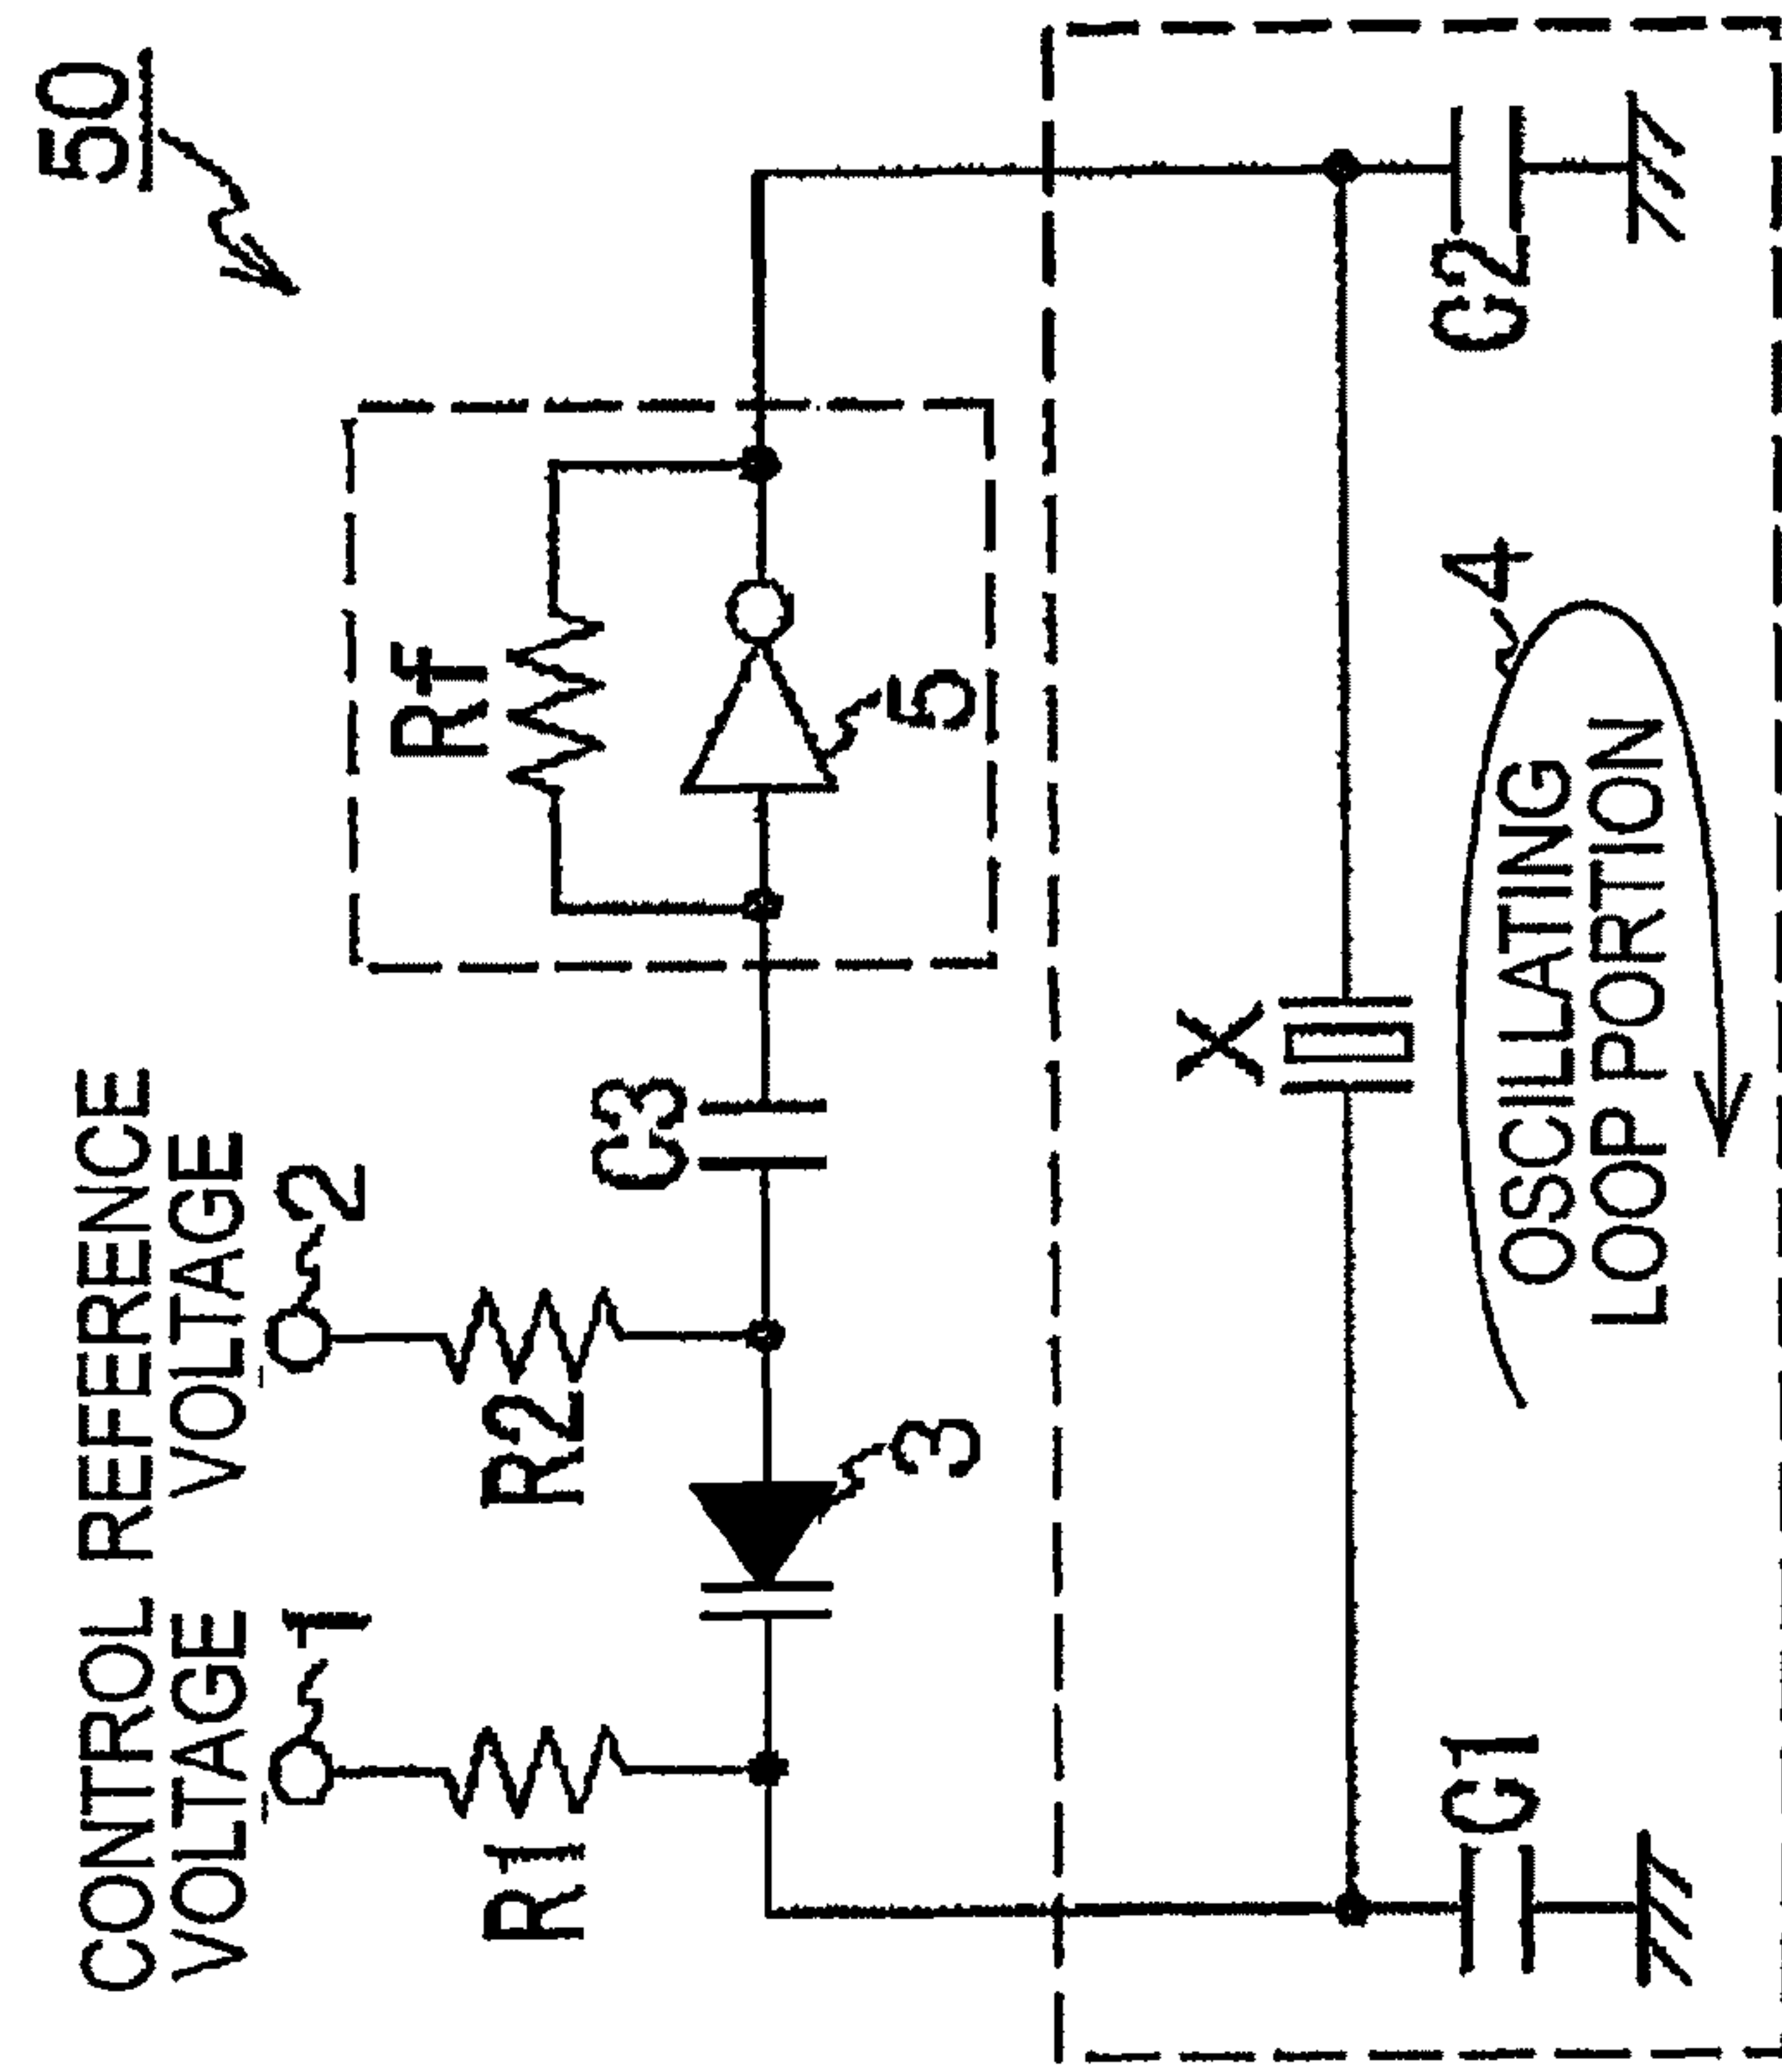 50
CONTROL REFERENCE
VOLTAGE VOLTAGE
1
2
R1
R2
Rf
C3
3
5
X
C1
C2
4
OSCILLATING
LOOP PORTION